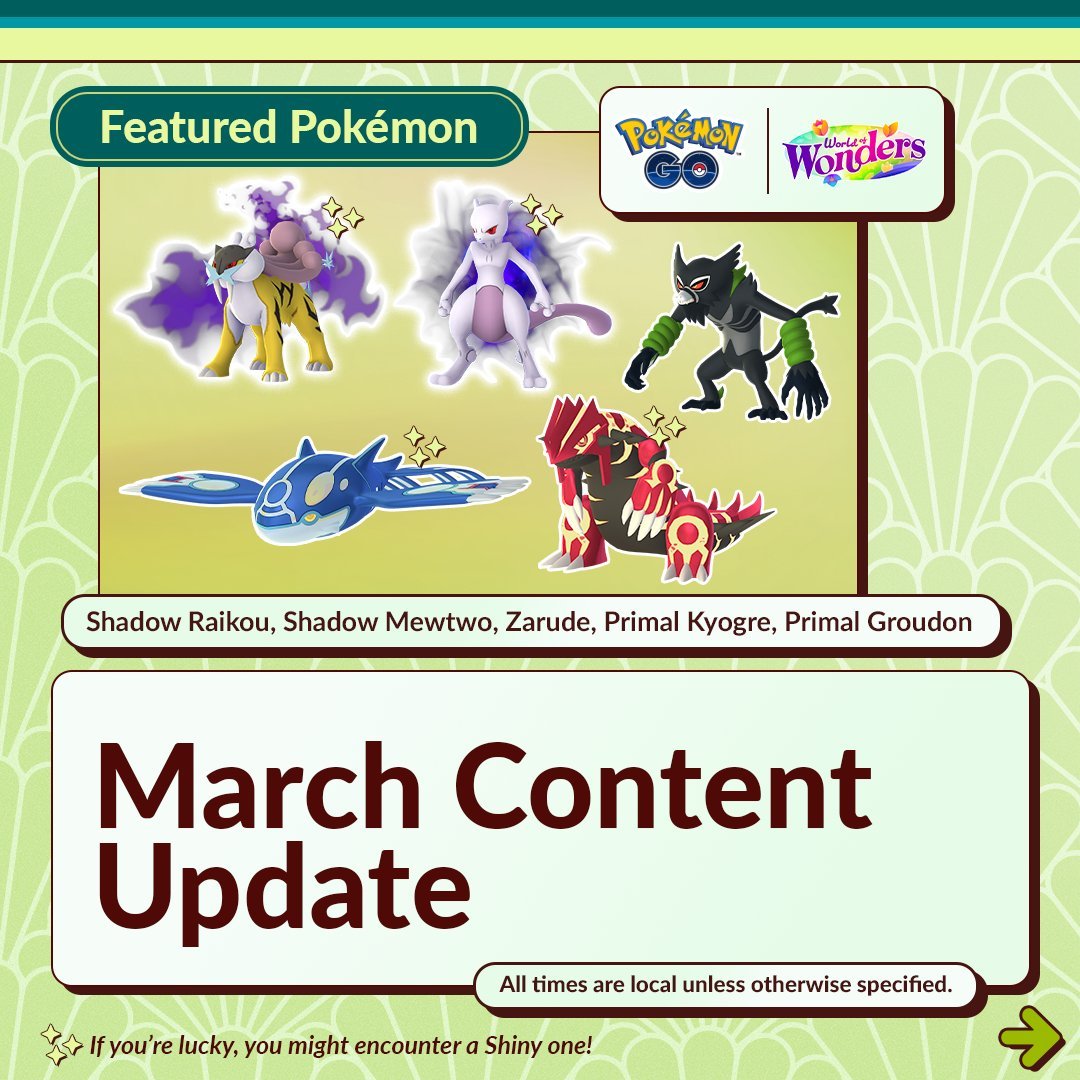 Featured Pokémon
POKÉMON
GO
World of
Wonders
Shadow Raikou, Shadow Mewtwo, Zarude, Primal Kyogre, Primal Groudon
March Content
Update
All times are local unless otherwise specified.
If you're lucky, you might encounter a Shiny one!